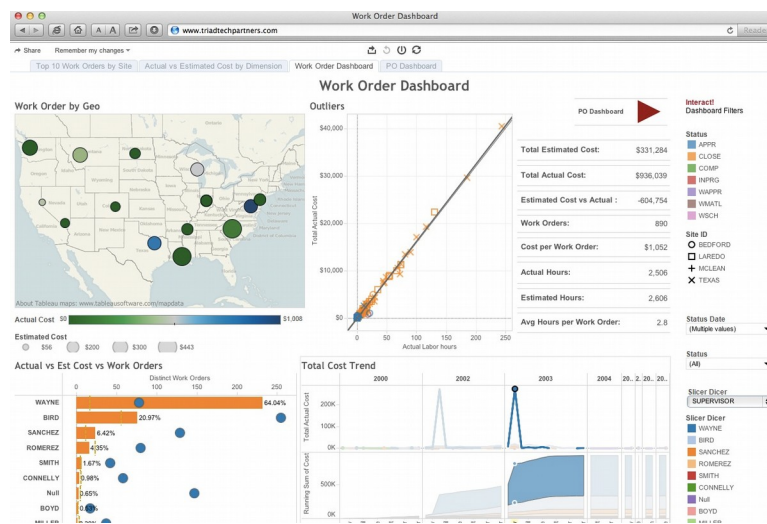 Work Order Dashboard
www.triadtechpartners.com
Reade
Share Remember my changes
Top 10 Work Orders by Site Actual vs Estimated Cost by Dimension Work Order Dashboard PO Dashboard
Work Order Dashboard
Work Order by Geo
About Tableau maps: www.tableausoftware.com/mapdata
Actual Cost $0 $1,008
Estimated Cost
$56 $200 $300 $443
Outliers
Total Actual Cost
$40,000
$30,000
$20,000
$10,000
$0
0 50 100 150 200 250
Actual Labor hours
PO Dashboard
Total Estimated Cost: $331,284
Total Actual Cost: $936,039
Estimated Cost vs Actual : -604,754
Work Orders: 890
Cost per Work Order: $1,052
Actual Hours: 2,506
Estimated Hours: 2,606
Avg Hours per Work Order: 2.8
Interact!
Dashboard Filters
Status
APPR
CLOSE
COMP
INPRG
WAPPR
WMATL
WSCH
Site ID
BEDFORD
LAREDO
MCLEAN
TEXAS
Status Date
(Multiple values)
Status
(All)
Slicer Dicer
SUPERVISOR
Slicer Dicer
WAYNE
BIRD
SANCHEZ
ROMEREZ
SMITH
CONNELLY
Null
BOYD
MILLER
Actual vs Est Cost vs Work Orders
Distinct Work Orders
0 50 100 150 200 250
WAYNE 64.04%
BIRD 20.97%
SANCHEZ 6.42%
ROMEREZ 4.35%
SMITH 1.67%
CONNELLY 0.98%
Null 0.65%
BOYD
MILLER
Total Cost Trend
2000 2002 2003 2004 20.. 2. 20.. 20..
Total Actual Cost
200K
100K
0K
Running Sum of Cost
500K
0K